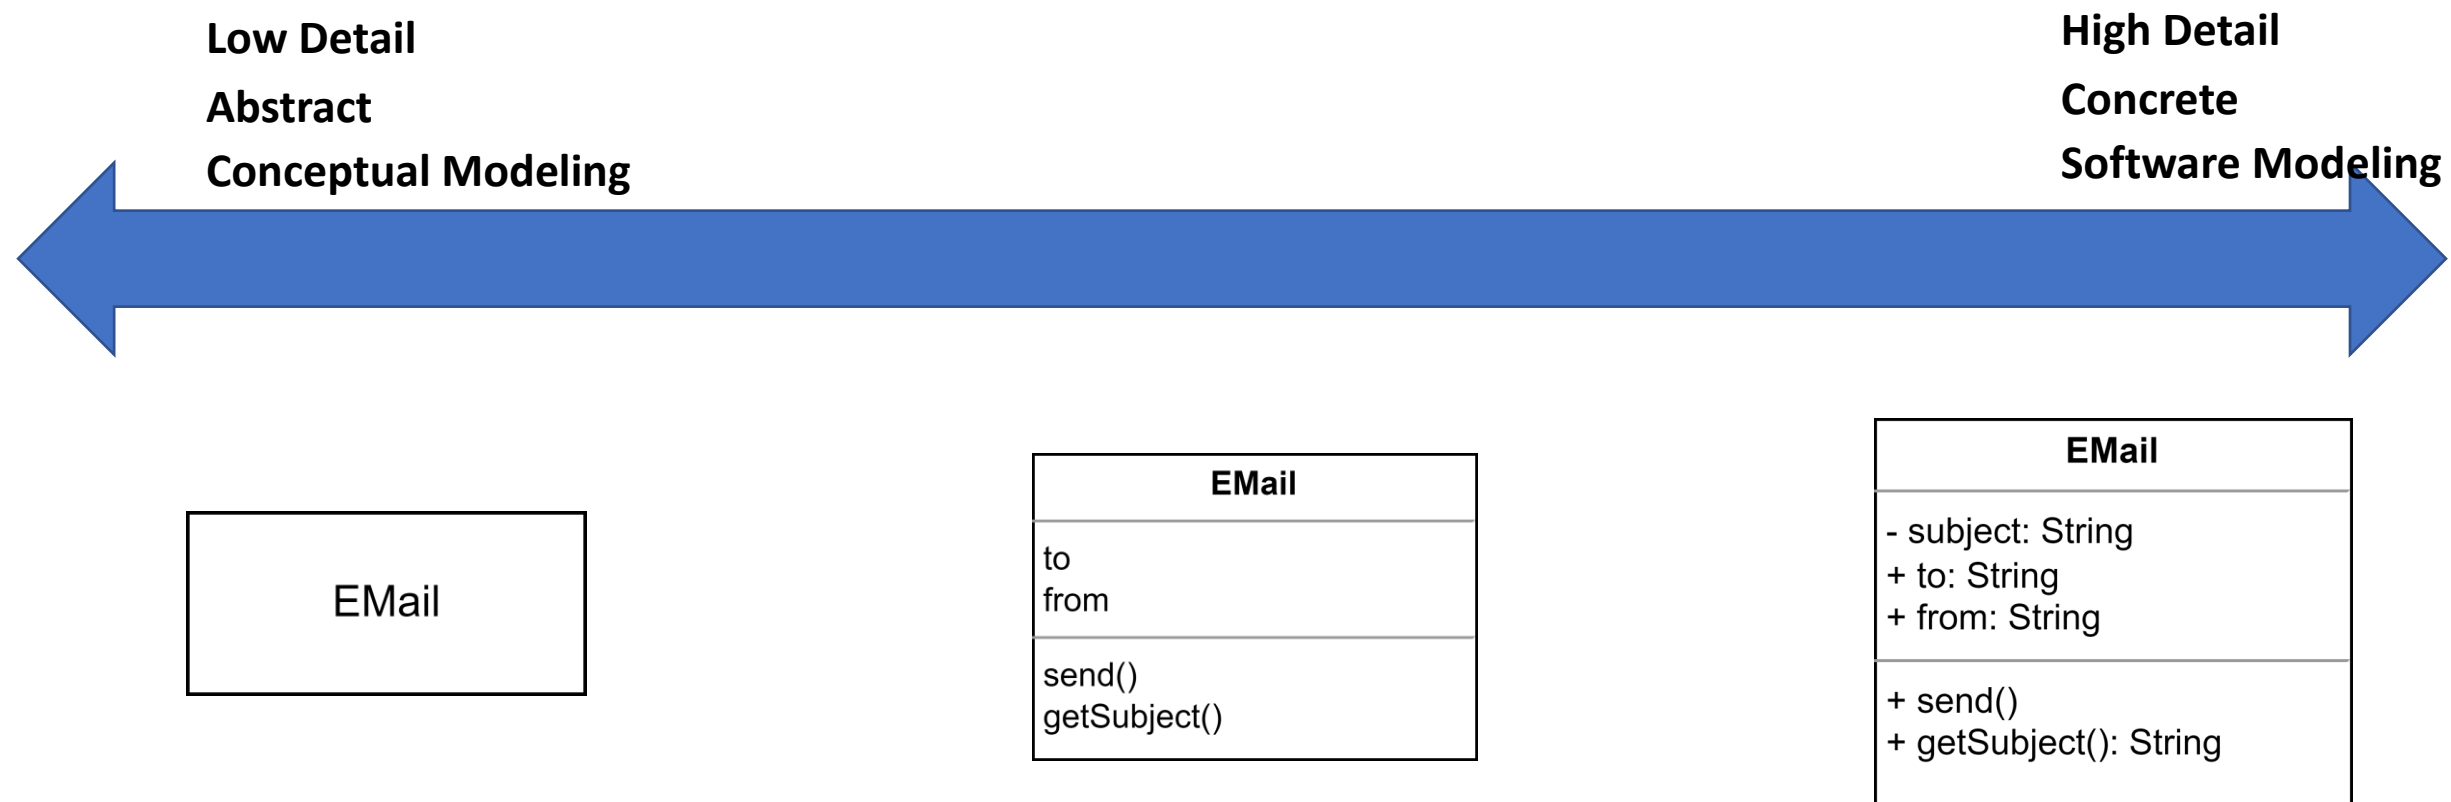 Low Detail
Abstract
Conceptual Modeling
High Detail
Concrete
Software Modeling
EMail
EMail
to
from
send()
getSubject()
EMail
- subject: String
+ to: String
+ from: String
+ send()
+ getSubject(): String